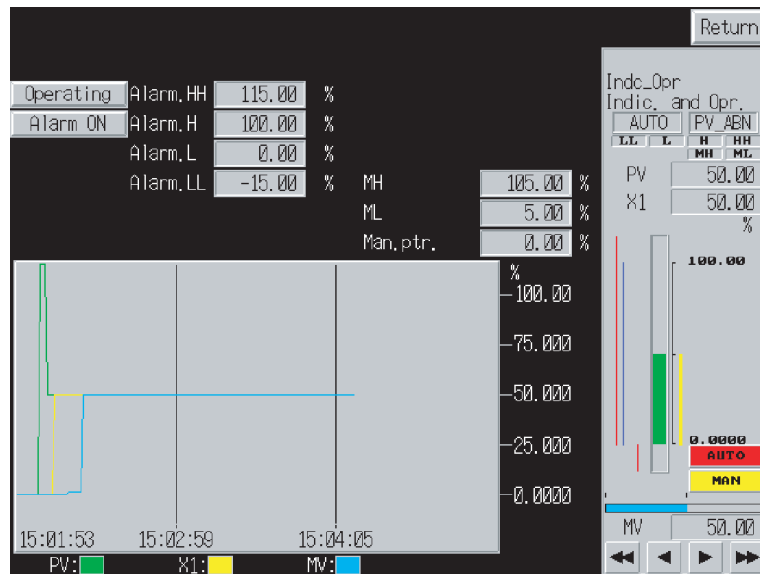 Return
Operating Alarm.HH 115.00 %
Alarm ON Alarm.H 100.00 %
Alarm.L 0.00 %
Alarm.LL -15.00 %
MH 105.00 %
ML 5.00 %
Man.ptr. 0.00 %
%
100.00
75.000
50.000
25.000
0.0000
15:01:53 15:02:59 15:04:05
PV: X1: MV:
Indc_Opr
Indic. and Opr.
AUTO PV_ABN
LL L H HH
MH ML
PV 50.00
X1 50.00
%
100.00
0.0000
AUTO
MAN
MV 50.00